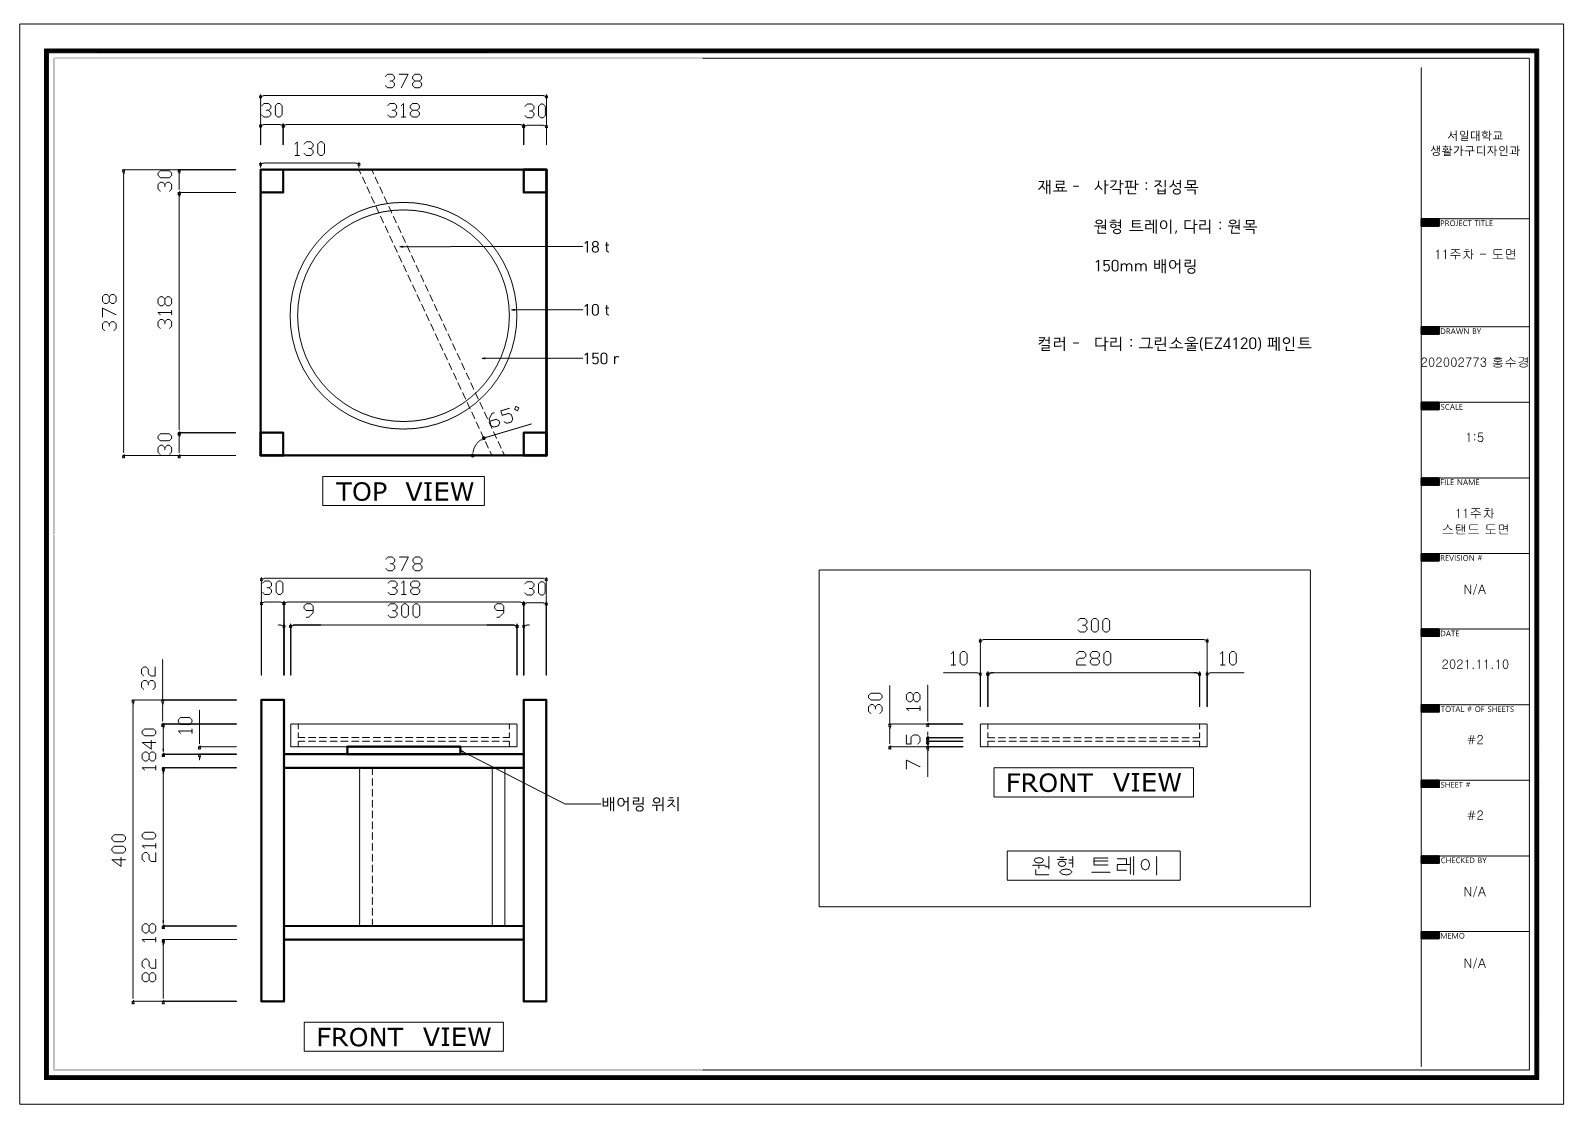 378
30 318 30
130
30
318
378
30
18 t
10 t
150 r
65°
TOP VIEW
재료 - 사각판 : 집성목
원형 트레이, 다리 : 원목
150mm 배어링
컬러 - 다리 : 그린소울(EZ4120) 페인트
378
30 318 30
9 300 9
32
10
40
18
400
210
18
82
배어링 위치
FRONT VIEW
300
10 280 10
30
18
5
7
FRONT VIEW
원형 트레이
서일대학교
생활가구디자인과
PROJECT TITLE
11주차 - 도면
DRAWN BY
202002773 홍수경
SCALE
1:5
FILE NAME
11주차
스탠드 도면
REVISION #
N/A
DATE
2021.11.10
TOTAL # OF SHEETS
#2
SHEET #
#2
CHECKED BY
N/A
MEMO
N/A